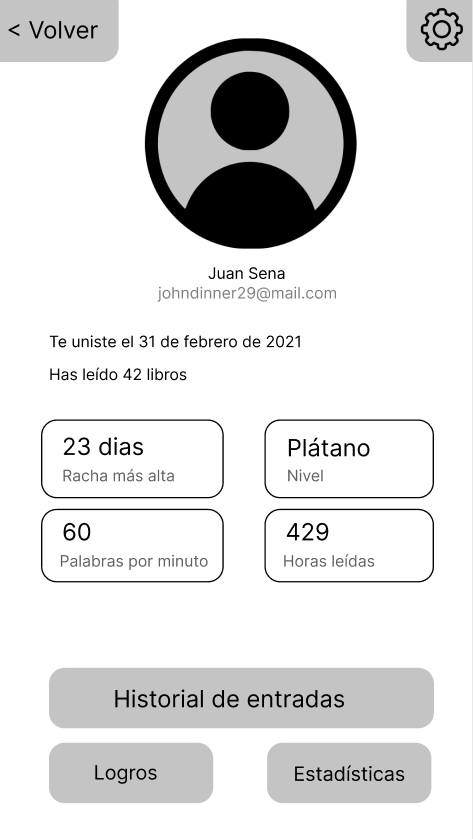 < Volver
Juan Sena
johndinner29@mail.com
Te uniste el 31 de febrero de 2021
Has leído 42 libros
23 dias
Racha más alta
Plátano
Nivel
60
Palabras por minuto
429
Horas leídas
Historial de entradas
Logros
Estadísticas